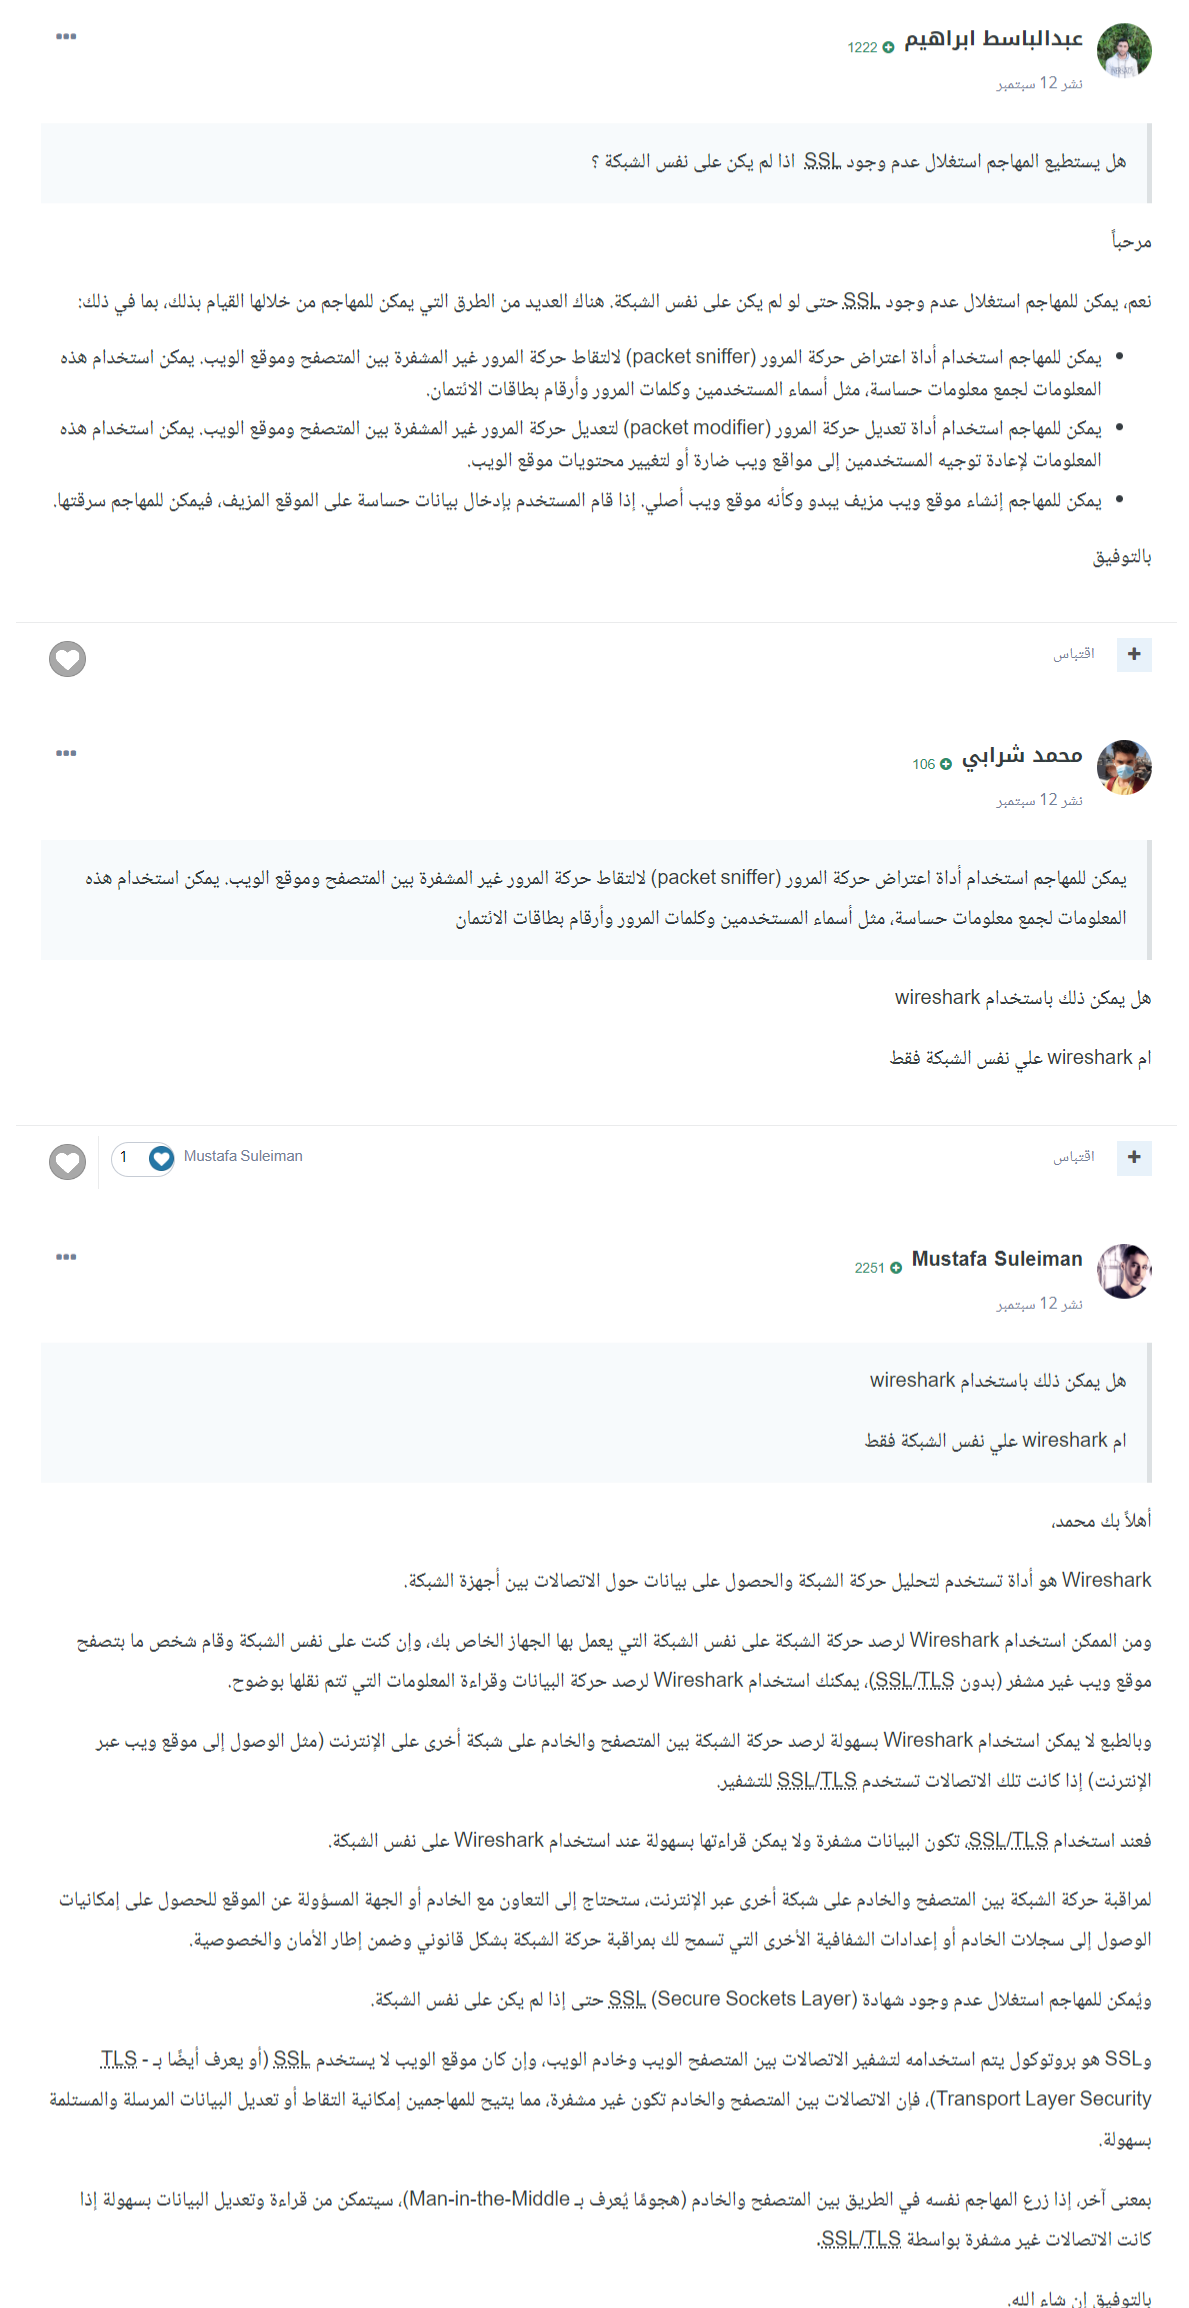 عبدالباسط ابراهيم 1222
نشر 12 سبتمبر
هل يستطيع المهاجم استغلال عدم وجود SSL اذا لم يكن على نفس الشبكة ؟
مرحباً
نعم، يمكن للمهاجم استغلال عدم وجود SSL حتى لو لم يكن على نفس الشبكة. هناك العديد من الطرق التي يمكن للمهاجم من خلالها القيام بذلك، بما في ذلك:
يمكن للمهاجم استخدام أداة اعتراض حركة المرور (packet sniffer) لالتقاط حركة المرور غير المشفرة بين المتصفح وموقع الويب. يمكن استخدام هذه
المعلومات لجمع معلومات حساسة، مثل أسماء المستخدمين وكلمات المرور وأرقام بطاقات الائتمان.
يمكن للمهاجم استخدام أداة تعديل حركة المرور (packet modifier) لتعديل حركة المرور غير المشفرة بين المتصفح وموقع الويب. يمكن استخدام هذه
المعلومات لإعادة توجيه المستخدمين إلى مواقع ويب ضارة أو لتغيير محتويات موقع الويب.
يمكن للمهاجم إنشاء موقع ويب مزيف يبدو وكأنه موقع ويب أصلي. إذا قام المستخدم بإدخال بيانات حساسة على الموقع المزيف، فيمكن للمهاجم سرقتها.
بالتوفيق
اقتباس
محمد شرابي 106
نشر 12 سبتمبر
يمكن للمهاجم استخدام أداة اعتراض حركة المرور (packet sniffer) لالتقاط حركة المرور غير المشفرة بين المتصفح وموقع الويب. يمكن استخدام هذه
المعلومات لجمع معلومات حساسة، مثل أسماء المستخدمين وكلمات المرور وأرقام بطاقات الائتمان
هل يمكن ذلك باستخدام wireshark
ام wireshark علي نفس الشبكة فقط
اقتباس
Mustafa Suleiman 1
Mustafa Suleiman 2251
نشر 12 سبتمبر
هل يمكن ذلك باستخدام wireshark
ام wireshark علي نفس الشبكة فقط
أهلاً بك محمد،
Wireshark هو أداة تستخدم لتحليل حركة الشبكة والحصول على بيانات حول الاتصالات بين أجهزة الشبكة.
ومن الممكن استخدام Wireshark لرصد حركة الشبكة على نفس الشبكة التي يعمل بها الجهاز الخاص بك، وإن كنت على نفس الشبكة وقام شخص ما بتصفح
موقع ويب غير مشفر (بدون SSL/TLS)، يمكنك استخدام Wireshark لرصد حركة البيانات وقراءة المعلومات التي تتم نقلها بوضوح.
وبالطبع لا يمكن استخدام Wireshark بسهولة لرصد حركة الشبكة بين المتصفح والخادم على شبكة أخرى على الإنترنت (مثل الوصول إلى موقع ويب عبر
الإنترنت) إذا كانت تلك الاتصالات تستخدم SSL/TLS للتشفير.
فعند استخدام SSL/TLS، تكون البيانات مشفرة ولا يمكن قراءتها بسهولة عند استخدام Wireshark على نفس الشبكة.
لمراقبة حركة الشبكة بين المتصفح والخادم على شبكة أخرى عبر الإنترنت، ستحتاج إلى التعاون مع الخادم أو الجهة المسؤولة عن الموقع للحصول على إمكانيات
الوصول إلى سجلات الخادم أو إعدادات الشفافية الأخرى التي تسمح لك بمراقبة حركة الشبكة بشكل قانوني وضمن إطار الأمان والخصوصية.
ويُمكن للمهاجم استغلال عدم وجود شهادة SSL (Secure Sockets Layer) حتى إذا لم يكن على نفس الشبكة.
وSSL هو بروتوكول يتم استخدامه لتشفير الاتصالات بين المتصفح الويب وخادم الويب، وإن كان موقع الويب لا يستخدم SSL (أو يعرف أيضًا بـ TLS -
Transport Layer Security)، فإن الاتصالات بين المتصفح والخادم تكون غير مشفرة، مما يتيح للمهاجمين إمكانية التقاط أو تعديل البيانات المرسلة والمستلمة
بسهولة.
بمعنى آخر، إذا زرع المهاجم نفسه في الطريق بين المتصفح والخادم (هجومًا يُعرف بـ Man-in-the-Middle)، سيتمكن من قراءة وتعديل البيانات بسهولة إذا
كانت الاتصالات غير مشفرة بواسطة SSL/TLS.
بالتوفيق إن شاء الله.